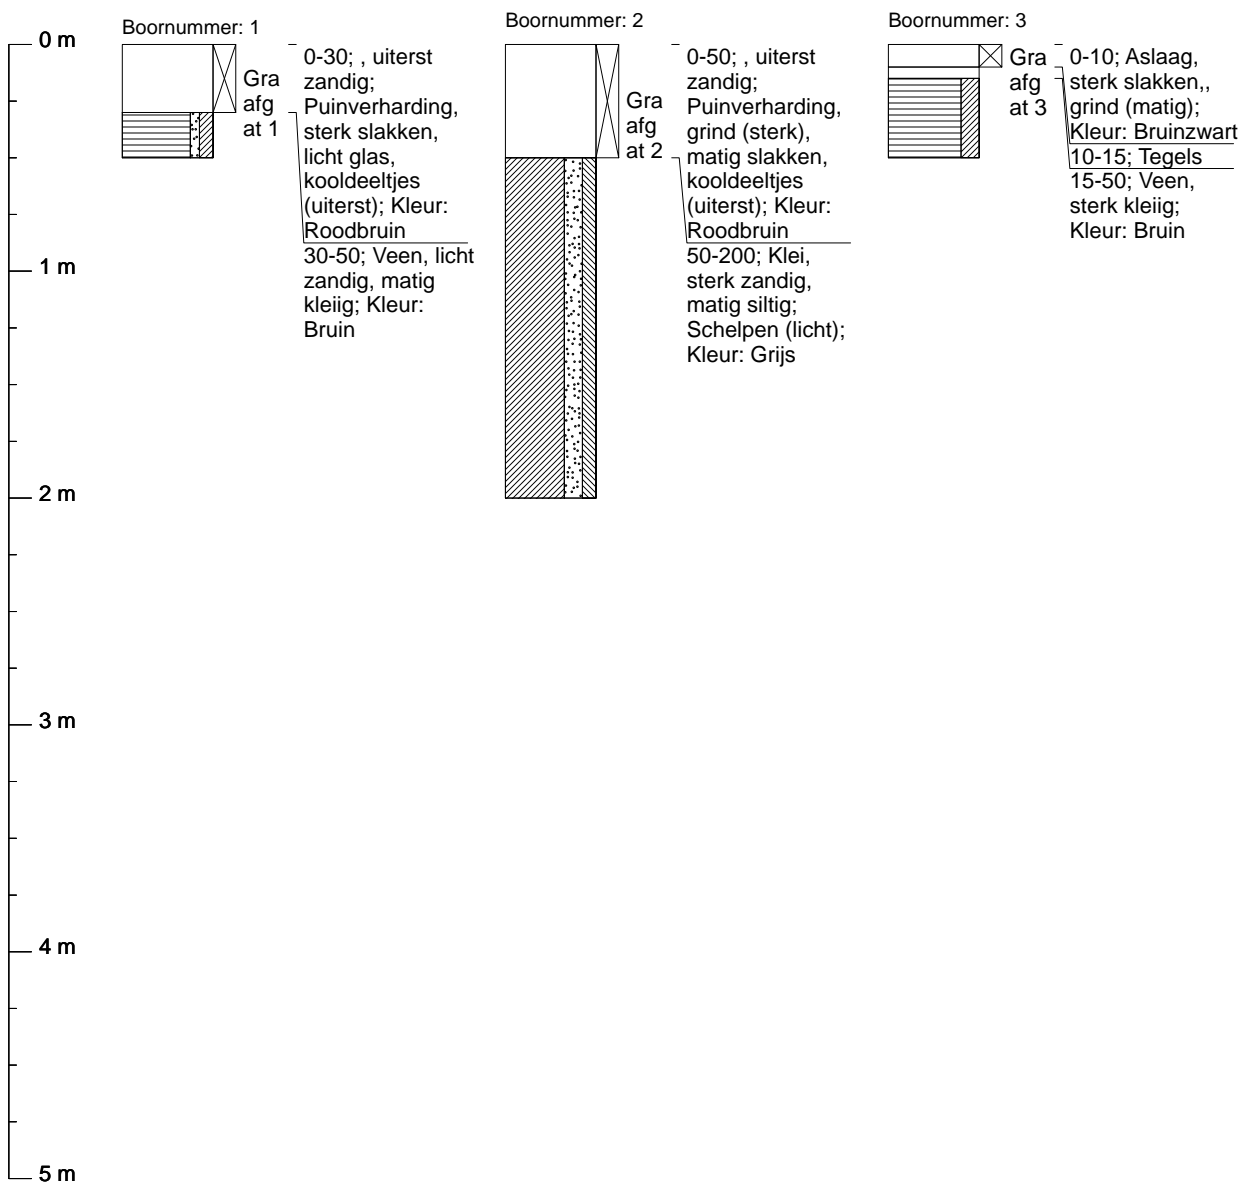 Boornummer: 1
Boornummer: 2
Boornummer: 3
0 m
1 m
2 m
3 m
4 m
5 m
Gra
afg
at 1
0-30; , uiterst
zandig;
Puinverharding,
sterk slakken,
licht glas,
kooldeeltjes
(uiterst); Kleur:
Roodbruin
30-50; Veen, licht
zandig, matig
kleiig; Kleur:
Bruin
Gra
afg
at 2
0-50; , uiterst
zandig;
Puinverharding,
grind (sterk),
matig slakken,
kooldeeltjes
(uiterst); Kleur:
Roodbruin
50-200; Klei,
sterk zandig,
matig siltig;
Schelpen (licht);
Kleur: Grijs
Gra
afg
at 3
0-10; Aslaag,
sterk slakken,,
grind (matig);
Kleur: Bruinzwart
10-15; Tegels
15-50; Veen,
sterk kleiig;
Kleur: Bruin